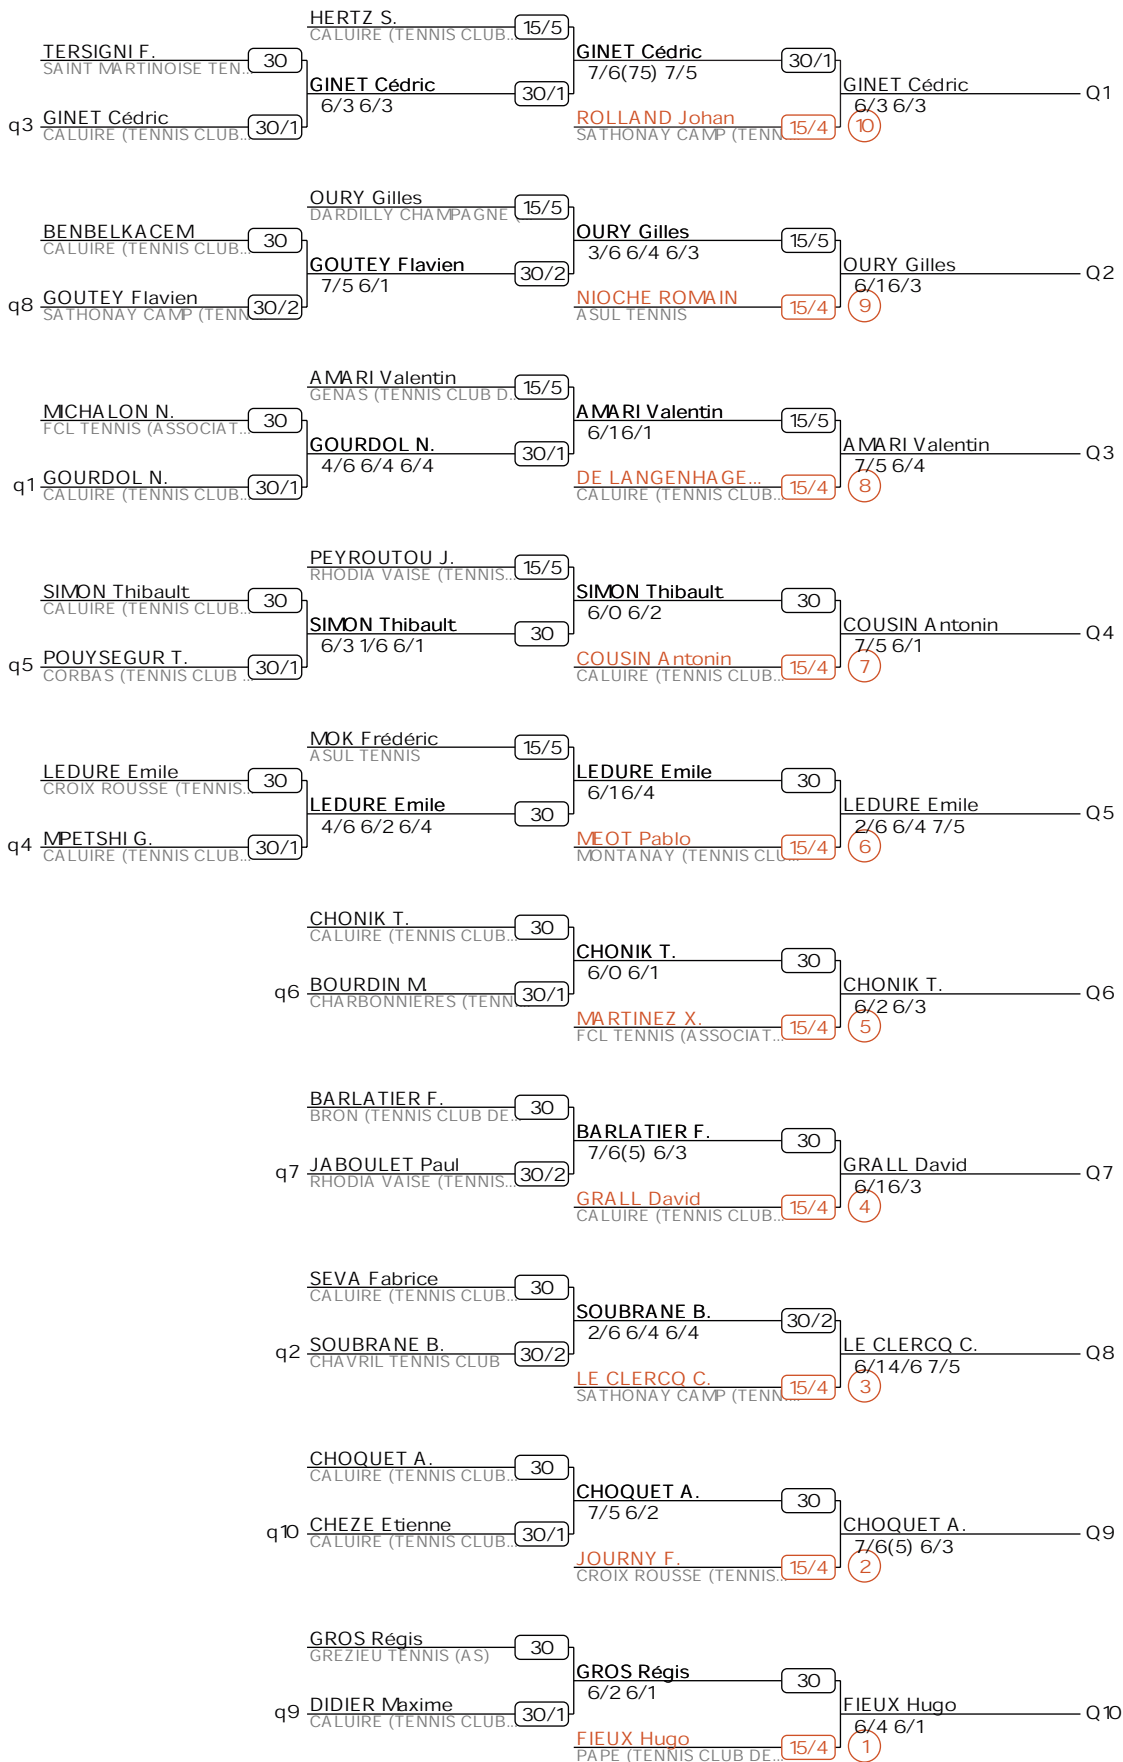 HERTZ S.
15/5
CALUIRE (TENNIS CLUB...
TERSIGNI F.
30
SAINT MARTINOISE TEN...
GINET Cédric
30/1
7/6(75) 7/5
GINET Cédric
30/1
6/3 6/3
GINET Cédric
Q1
6/3 6/3
q3 GINET Cédric
30/1
CALUIRE (TENNIS CLUB...
ROLLAND Johan
15/4
10
SATHONAY CAMP (TENN
OURY Gilles
15/5
DARDILLY CHAMPAGNE (
BENBELKACEM
30
CALUIRE (TENNIS CLUB...
OURY Gilles
15/5
3/6 6/4 6/3
GOUTEY Flavien
30/2
7/5 6/1
OURY Gilles
Q2
6/1 6/3
q8 GOUTEY Flavien
30/2
SATHONAY CAMP (TENN
NIOCHE ROMAIN
15/4
9
ASUL TENNIS
AMARI Valentin
15/5
GENAS (TENNIS CLUB D...
MICHALON N.
30
FCL TENNIS (ASSOCIAT...
AMARI Valentin
15/5
6/1 6/1
GOURDOL N.
30/1
4/6 6/4 6/4
AMARI Valentin
Q3
7/5 6/4
q1 GOURDOL N.
30/1
CALUIRE (TENNIS CLUB...
DE LANGENHAGE...
15/4
8
CALUIRE (TENNIS CLUB...
PEYROUTOU J.
15/5
RHODIA VAISE (TENNIS...
SIMON Thibault
30
CALUIRE (TENNIS CLUB...
SIMON Thibault
30
6/0 6/2
SIMON Thibault
30
6/3 1/6 6/1
COUSIN Antonin
Q4
7/5 6/1
q5 POUYSEGUR T.
30/1
CORBAS (TENNIS CLUB ...
COUSIN Antonin
15/4
7
CALUIRE (TENNIS CLUB...
MOK Frédéric
15/5
ASUL TENNIS
LEDURE Emile
30
CROIX ROUSSE (TENNIS...
LEDURE Emile
30
6/1 6/4
LEDURE Emile
30
4/6 6/2 6/4
LEDURE Emile
Q5
2/6 6/4 7/5
q4 MPETSHI G.
30/1
CALUIRE (TENNIS CLUB...
MEOT Pablo
15/4
6
MONTANAY (TENNIS CLU...
CHONIK T.
30
CALUIRE (TENNIS CLUB...
CHONIK T.
30
6/0 6/1
q6 BOURDIN M.
30/1
CHARBONNIERES (TENN
CHONIK T.
Q6
6/2 6/3
MARTINEZ X.
15/4
5
FCL TENNIS (ASSOCIAT...
BARLATIER F.
30
BRON (TENNIS CLUB DE...
BARLATIER F.
30
7/6(5) 6/3
q7 JABOULET Paul
30/2
RHODIA VAISE (TENNIS...
GRALL David
Q7
6/1 6/3
GRALL David
15/4
4
CALUIRE (TENNIS CLUB...
SEVA Fabrice
30
CALUIRE (TENNIS CLUB...
SOUBRANE B.
30/2
2/6 6/4 6/4
q2 SOUBRANE B.
30/2
CHAVRIL TENNIS CLUB
LE CLERCQ C.
Q8
6/1 4/6 7/5
LE CLERCQ C.
15/4
3
SATHONAY CAMP (TENN...
CHOQUET A.
30
CALUIRE (TENNIS CLUB...
CHOQUET A.
30
7/5 6/2
q10 CHEZE Etienne
30/1
CALUIRE (TENNIS CLUB...
CHOQUET A.
Q9
7/6(5) 6/3
JOURNY F.
15/4
2
CROIX ROUSSE (TENNIS...
GROS Régis
30
GREZIEU TENNIS (AS)
GROS Régis
30
6/2 6/1
q9 DIDIER Maxime
30/1
CALUIRE (TENNIS CLUB...
FIEUX Hugo
Q10
6/4 6/1
FIEUX Hugo
15/4
1
PAPE (TENNIS CLUB DE...